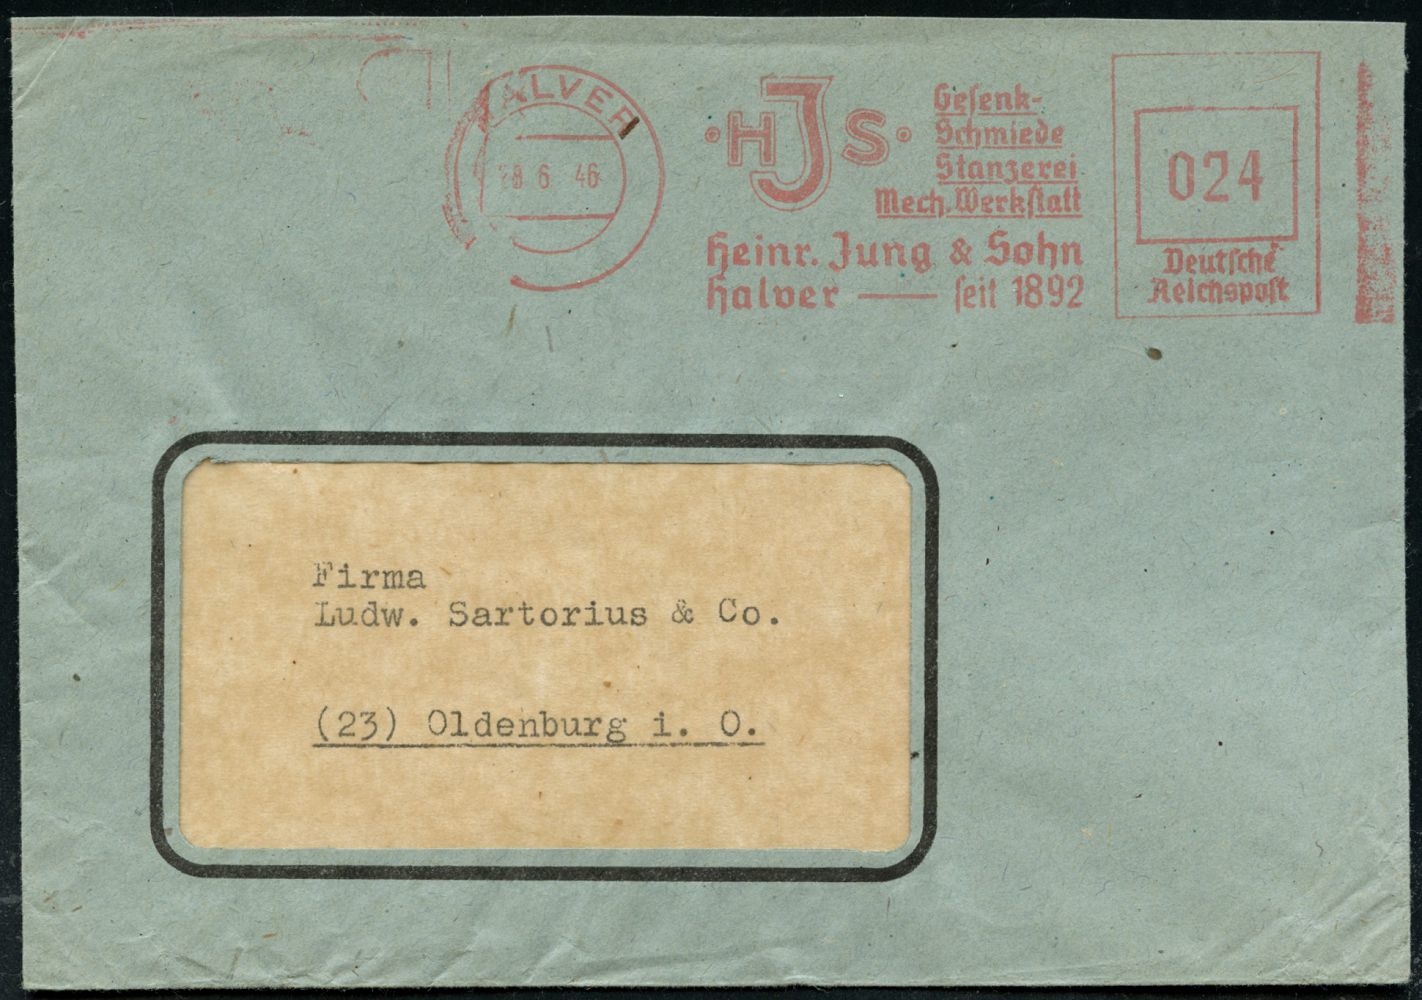 HALVER
28 6 46
·HJS·
Gesenk-
Schmiede
Stanzerei
Mech. Werkstatt
Heinr. Jung & Sohn
Halver — seit 1892
024
Deutsche
Reichspost
Firma
Ludw. Sartorius & Co.
(23) Oldenburg i. O.